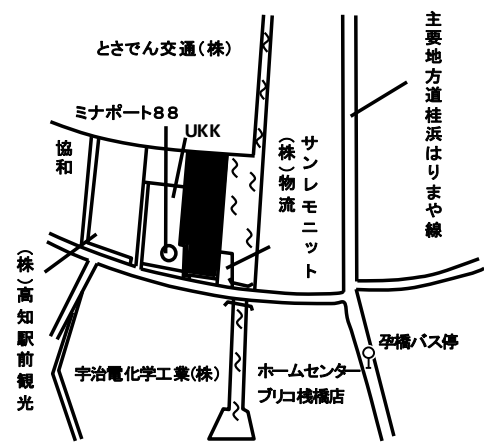 主要地方道桂浜はりまや線
とさでん交通（株）
ミナポート８８
UKK
協和
サンレモニット
（株）物流
（株）高知駅前観光
孕橋バス停
宇治電化学工業（株）
ホームセンター
ブリコ桟橋店